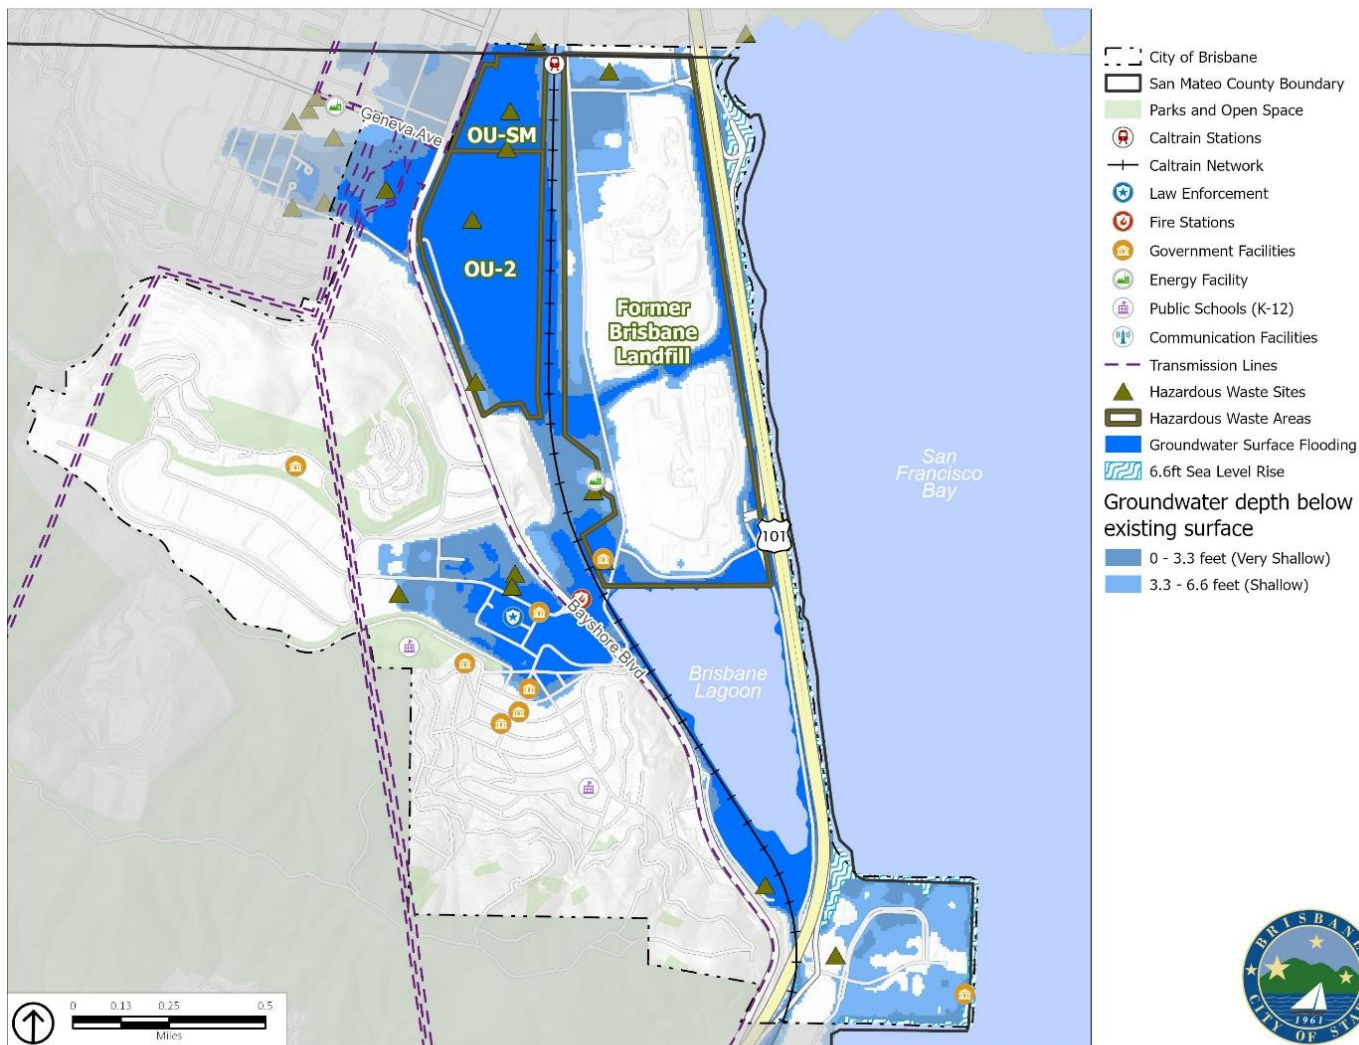 Geneva Ave
OU-SM
OU-2
Former
Brisbane
Landfill
San
Francisco
Bay
101
Bayshore Blvd
Brisbane
Lagoon
0 0.13 0.25 0.5
Miles
City of Brisbane
San Mateo County Boundary
Parks and Open Space
Caltrain Stations
Caltrain Network
Law Enforcement
Fire Stations
Government Facilities
Energy Facility
Public Schools (K-12)
Communication Facilities
Transmission Lines
Hazardous Waste Sites
Hazardous Waste Areas
Groundwater Surface Flooding
6.6ft Sea Level Rise
Groundwater depth below
existing surface
0 - 3.3 feet (Very Shallow)
3.3 - 6.6 feet (Shallow)
BRISBANE
1961
CITY OF STA